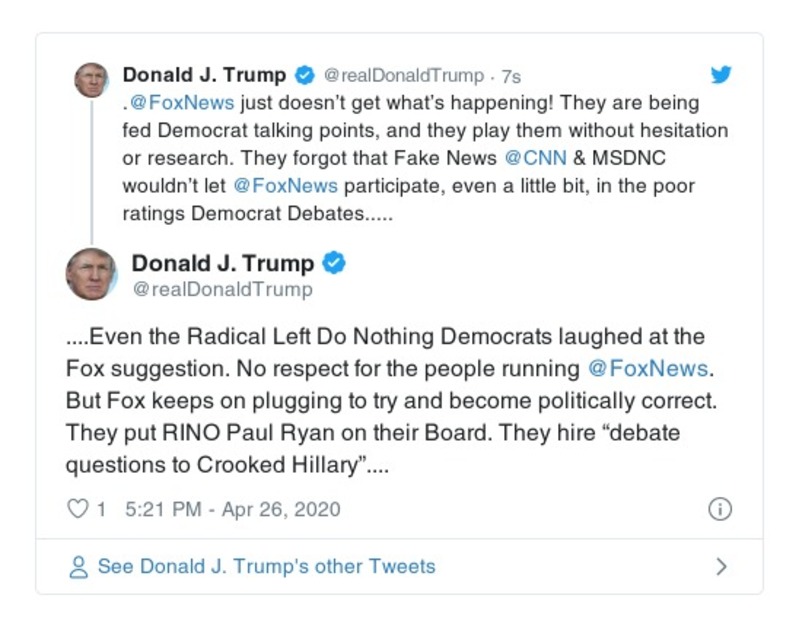 Donald J. Trump @realDonaldTrump · 7s
.@FoxNews just doesn’t get what’s happening! They are being
fed Democrat talking points, and they play them without hesitation
or research. They forgot that Fake News @CNN & MSDNC
wouldn’t let @FoxNews participate, even a little bit, in the poor
ratings Democrat Debates.....
Donald J. Trump
@realDonaldTrump
....Even the Radical Left Do Nothing Democrats laughed at the
Fox suggestion. No respect for the people running @FoxNews.
But Fox keeps on plugging to try and become politically correct.
They put RINO Paul Ryan on their Board. They hire “debate
questions to Crooked Hillary”....
1 5:21 PM - Apr 26, 2020
See Donald J. Trump's other Tweets